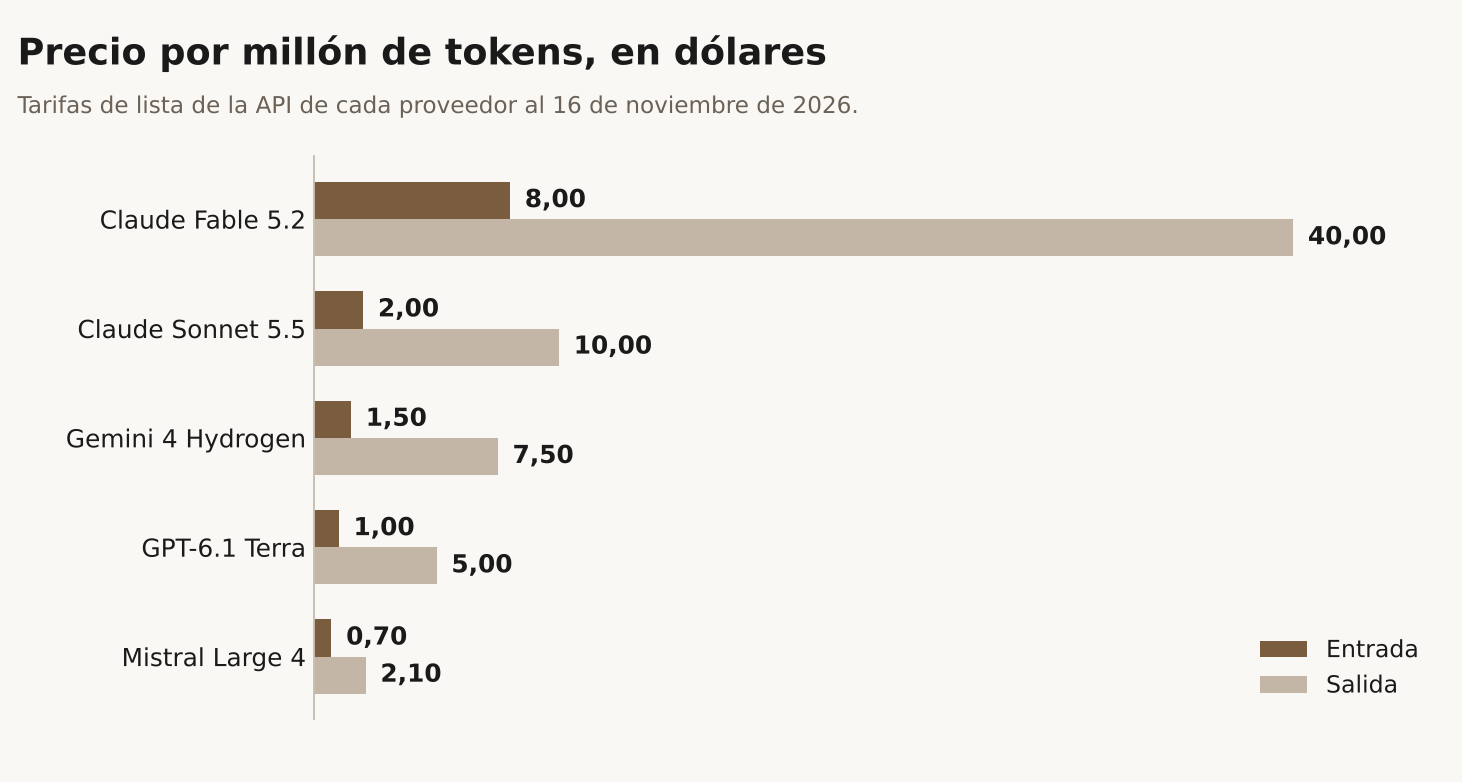 Precio por millón de tokens, en dólares
Tarifas de lista de la API de cada proveedor al 16 de noviembre de 2026.
Claude Fable 5.2
8,00
40,00
Claude Sonnet 5.5
2,00
10,00
Gemini 4 Hydrogen
1,50
7,50
GPT-6.1 Terra
1,00
5,00
Mistral Large 4
0,70
2,10
Entrada
Salida